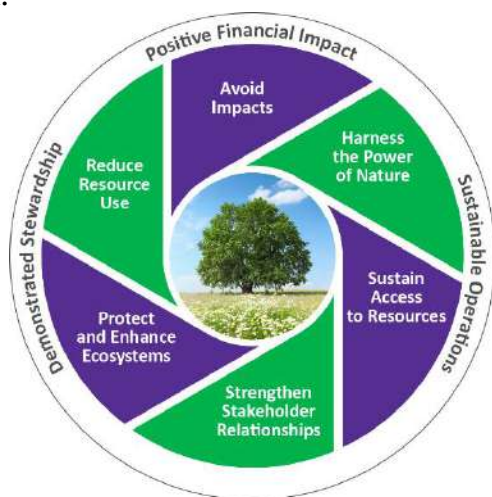 Positive Financial Impact
Avoid
Impacts
Harness
the Power
of Nature
Sustain
Access
to Resources
Strengthen
Stakeholder
Relationships
Protect
and Enhance
Ecosystems
Reduce
Resource
Use
Sustainable Operations
Demonstrated Stewardship